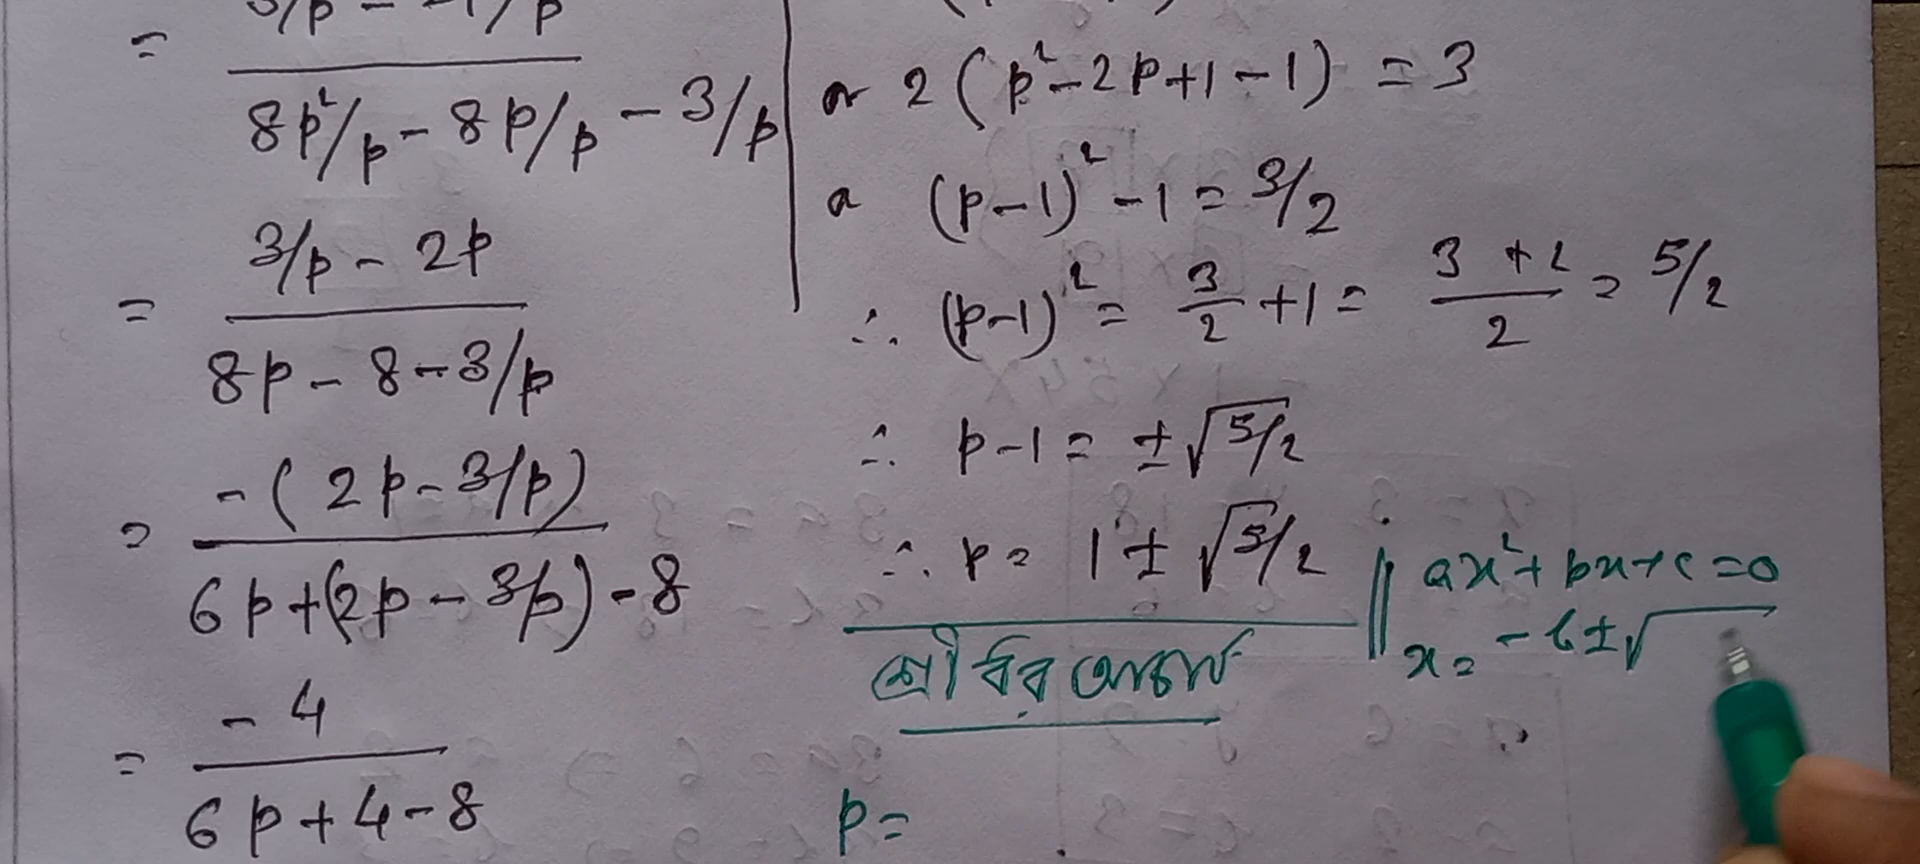 =
8p²/p - 8p/p - 3/p
= 3/p - 2p
8p - 8 - 3/p
= -(2p - 3/p)
6p + (2p - 3/p) - 8
= -4
6p + 4 - 8
or 2(p² - 2p + 1 - 1) = 3
(p-1)² - 1 = 3/2
∴ (p-1)² = 3/2 + 1 = 3+2/2 = 5/2
∴ p - 1 = ± √5/2
∴ p = 1 ± √5/2
ax² + bx + c = 0
x = -b ± √
p =